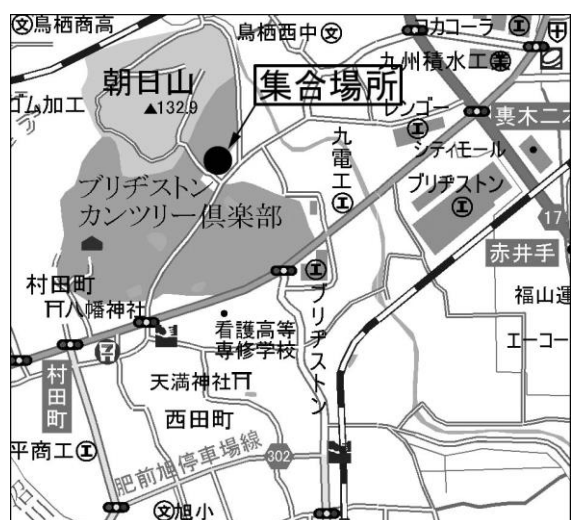 鳥栖商高
鳥栖西中
コカコーラ
朝日山
▲132.9
集合場所
九州積水工
ゴム加工
レンゴー
九電工
シティモール
ブリヂストン
17
赤井手
ブリヂストン
カンツリー倶楽部
村田町
八幡神社
福山運
エーコー
看護高等
専修学校
ブリヂストン
村田町
天満神社
西田町
平商工
肥前旭停車場線
302
旭小